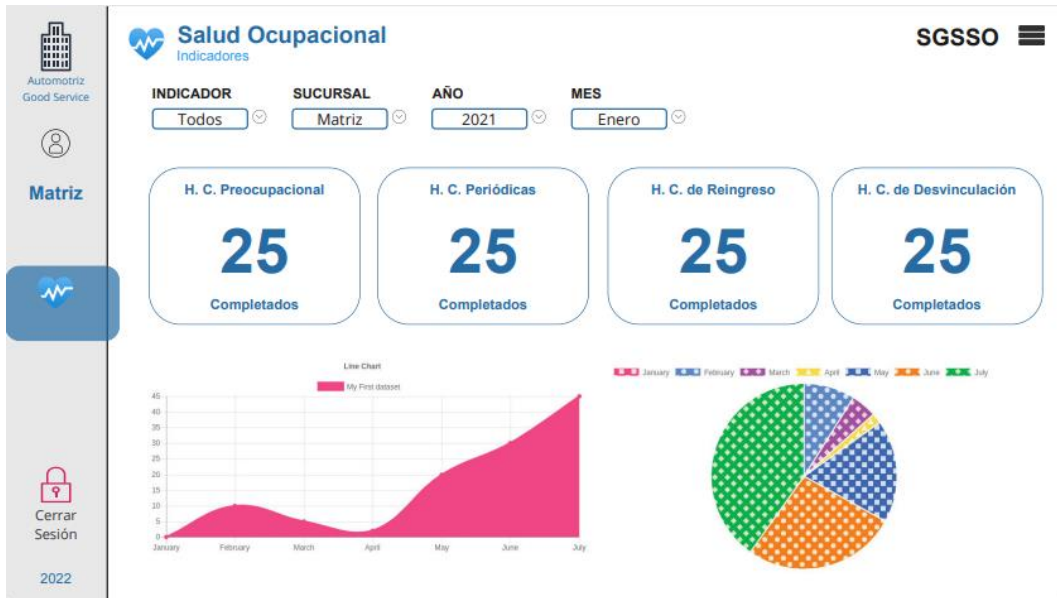 Automotriz
Good Service
Matriz
Cerrar
Sesión
2022
Salud Ocupacional
Indicadores
SGSSO
INDICADOR SUCURSAL AÑO MES
Todos Matriz 2021 Enero
H. C. Preocupacional H. C. Periódicas H. C. de Reingreso H. C. de Desvinculación
25 25 25 25
Completados Completados Completados Completados
Line Chart
My First dataset
45
40
35
30
25
20
15
10
5
0
January February March April May June July
January February March April May June July